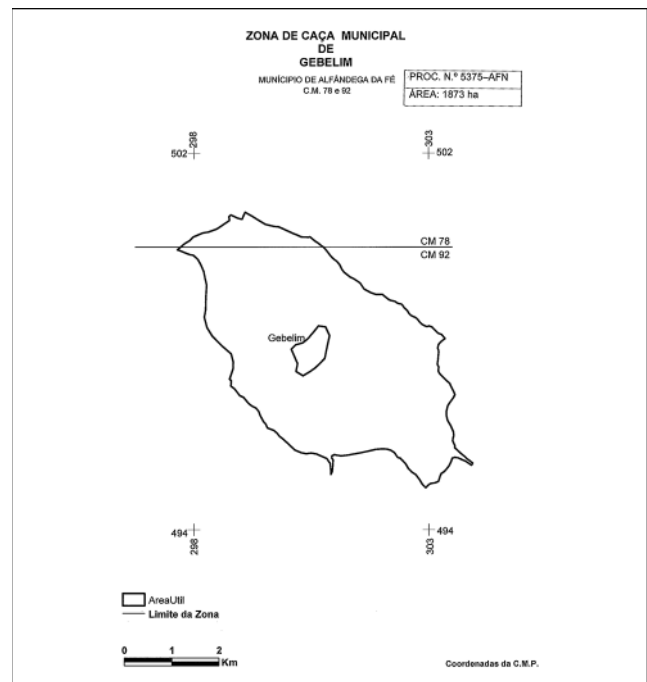 ZONA DE CAÇA MUNICIPAL
DE
GEBELIM
MUNÍCIPIO DE ALFÂNDEGA DA FÉ
C.M. 78 e 92
PROC. N.º 5375–AFN
ÁREA: 1873 ha
298
303
502
502
CM 78
CM 92
Gebelim
494
494
298
303
AreaUtil
Limite da Zona
0 1 2
Km
Coordenadas da C.M.P.